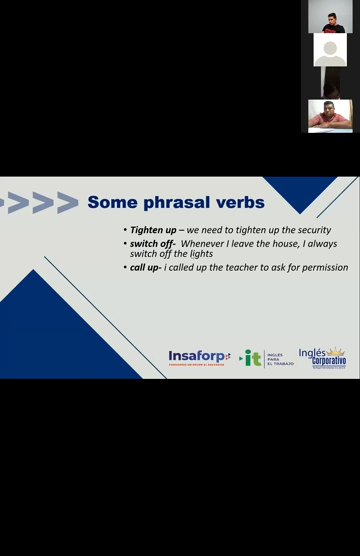 Some phrasal verbs
• Tighten up – we need to tighten up the security
• switch off- Whenever I leave the house, I always
switch off the lights
• call up- i called up the teacher to ask for permission
Insaforp
it
INGLÉS
PARA
EL TRABAJO
Inglés
Corporativo